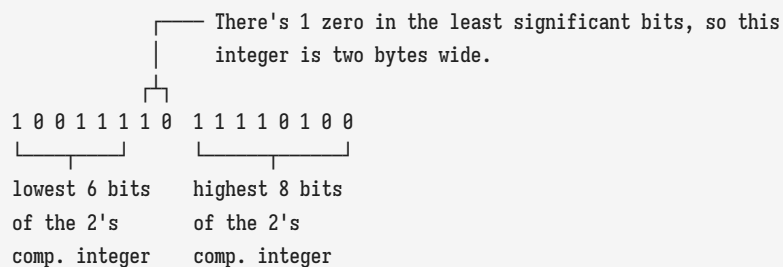 There's 1 zero in the least significant bits, so this
integer is two bytes wide.
1 0 0 1 1 1 1 0  1 1 1 1 0 1 0 0
lowest 6 bits    highest 8 bits
of the 2's       of the 2's
comp. integer    comp. integer